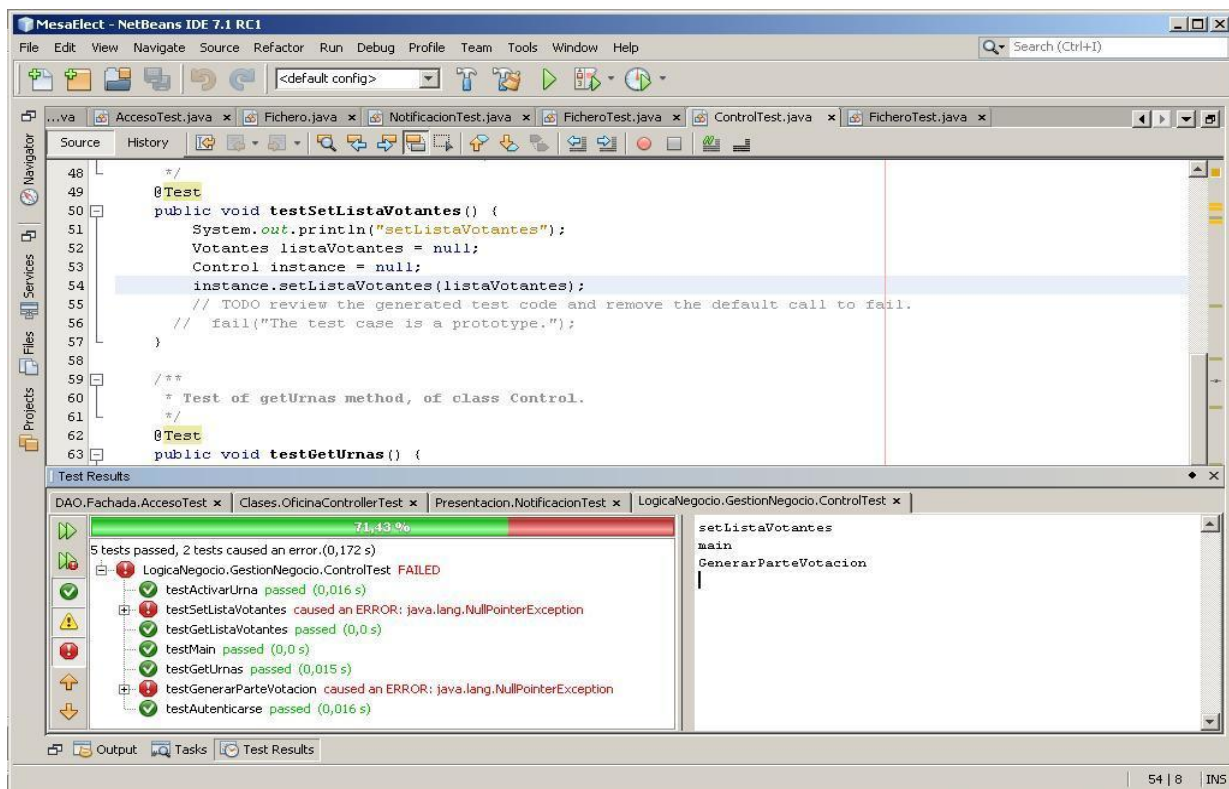 MesaElect - NetBeans IDE 7.1 RC1
File Edit View Navigate Source Refactor Run Debug Profile Team Tools Window Help
Search (Ctrl+I)
<default config>
...va AccesoTest.java x Fichero.java x NotificacionTest.java x FicheroTest.java x ControlTest.java x FicheroTest.java x
Navigator
Services
Files
Projects
Source History
48 */
49 @Test
50 public void testSetListaVotantes() {
51 System.out.println("setListaVotantes");
52 Votantes listaVotantes = null;
53 Control instance = null;
54 instance.setListaVotantes(listaVotantes);
55 // TODO review the generated test code and remove the default call to fail.
56 // fail("The test case is a prototype.");
57 }
58
59 /**
60 * Test of getUrnas method, of class Control.
61 */
62 @Test
63 public void testGetUrnas() {
Test Results
DAO.Fachada.AccesoTest x Clases.OficinaControllerTest x Presentacion.NotificacionTest x LogicaNegocio.GestionNegocio.ControlTest x
71,43 %
5 tests passed, 2 tests caused an error.(0,172 s)
LogicaNegocio.GestionNegocio.ControlTest FAILED
testActivarUrna passed (0,016 s)
testSetListaVotantes caused an ERROR: java.lang.NullPointerException
testGetListaVotantes passed (0,0 s)
testMain passed (0,0 s)
testGetUrnas passed (0,015 s)
testGenerarParteVotacion caused an ERROR: java.lang.NullPointerException
testAutenticarse passed (0,016 s)
setListaVotantes
main
GenerarParteVotacion
Output Tasks Test Results
54 | 8 INS